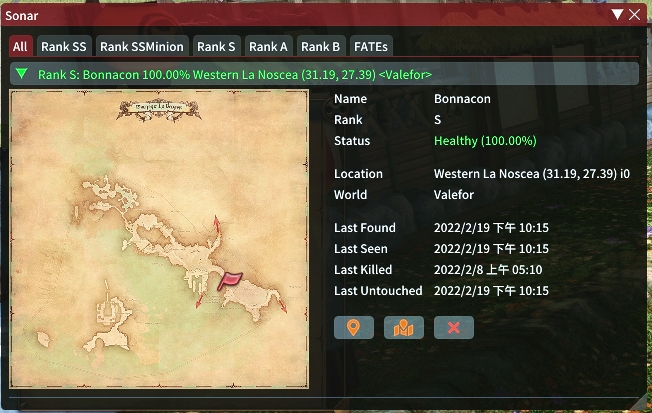 Sonar
All Rank SS Rank SSMinion Rank S Rank A Rank B FATEs
Rank S: Bonnacon 100.00% Western La Noscea (31.19, 27.39) <Valefor>
Name Bonnacon
Rank S
Status Healthy (100.00%)
Location Western La Noscea (31.19, 27.39) i0
World Valefor
Last Found 2022/2/19 下午 10:15
Last Seen 2022/2/19 下午 10:15
Last Killed 2022/2/8 上午 05:10
Last Untouched 2022/2/19 下午 10:15